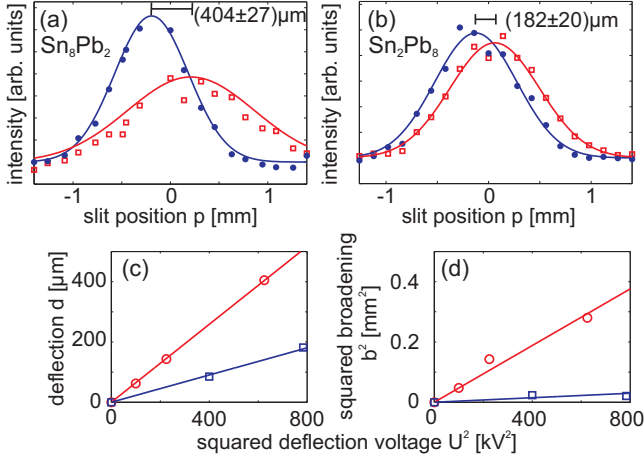 (a)
(404±27)µm
Sn₈Pb₂
intensity [arb. units]
-1
0
1
slit position p [mm]
(b)
(182±20)µm
Sn₂Pb₈
intensity [arb. units]
-1
0
1
slit position p [mm]
(c)
deflection d [µm]
400
200
0
0
400
800
(d)
squared broadening
b² [mm²]
0.4
0.2
0
0
400
800
squared deflection voltage U² [kV²]